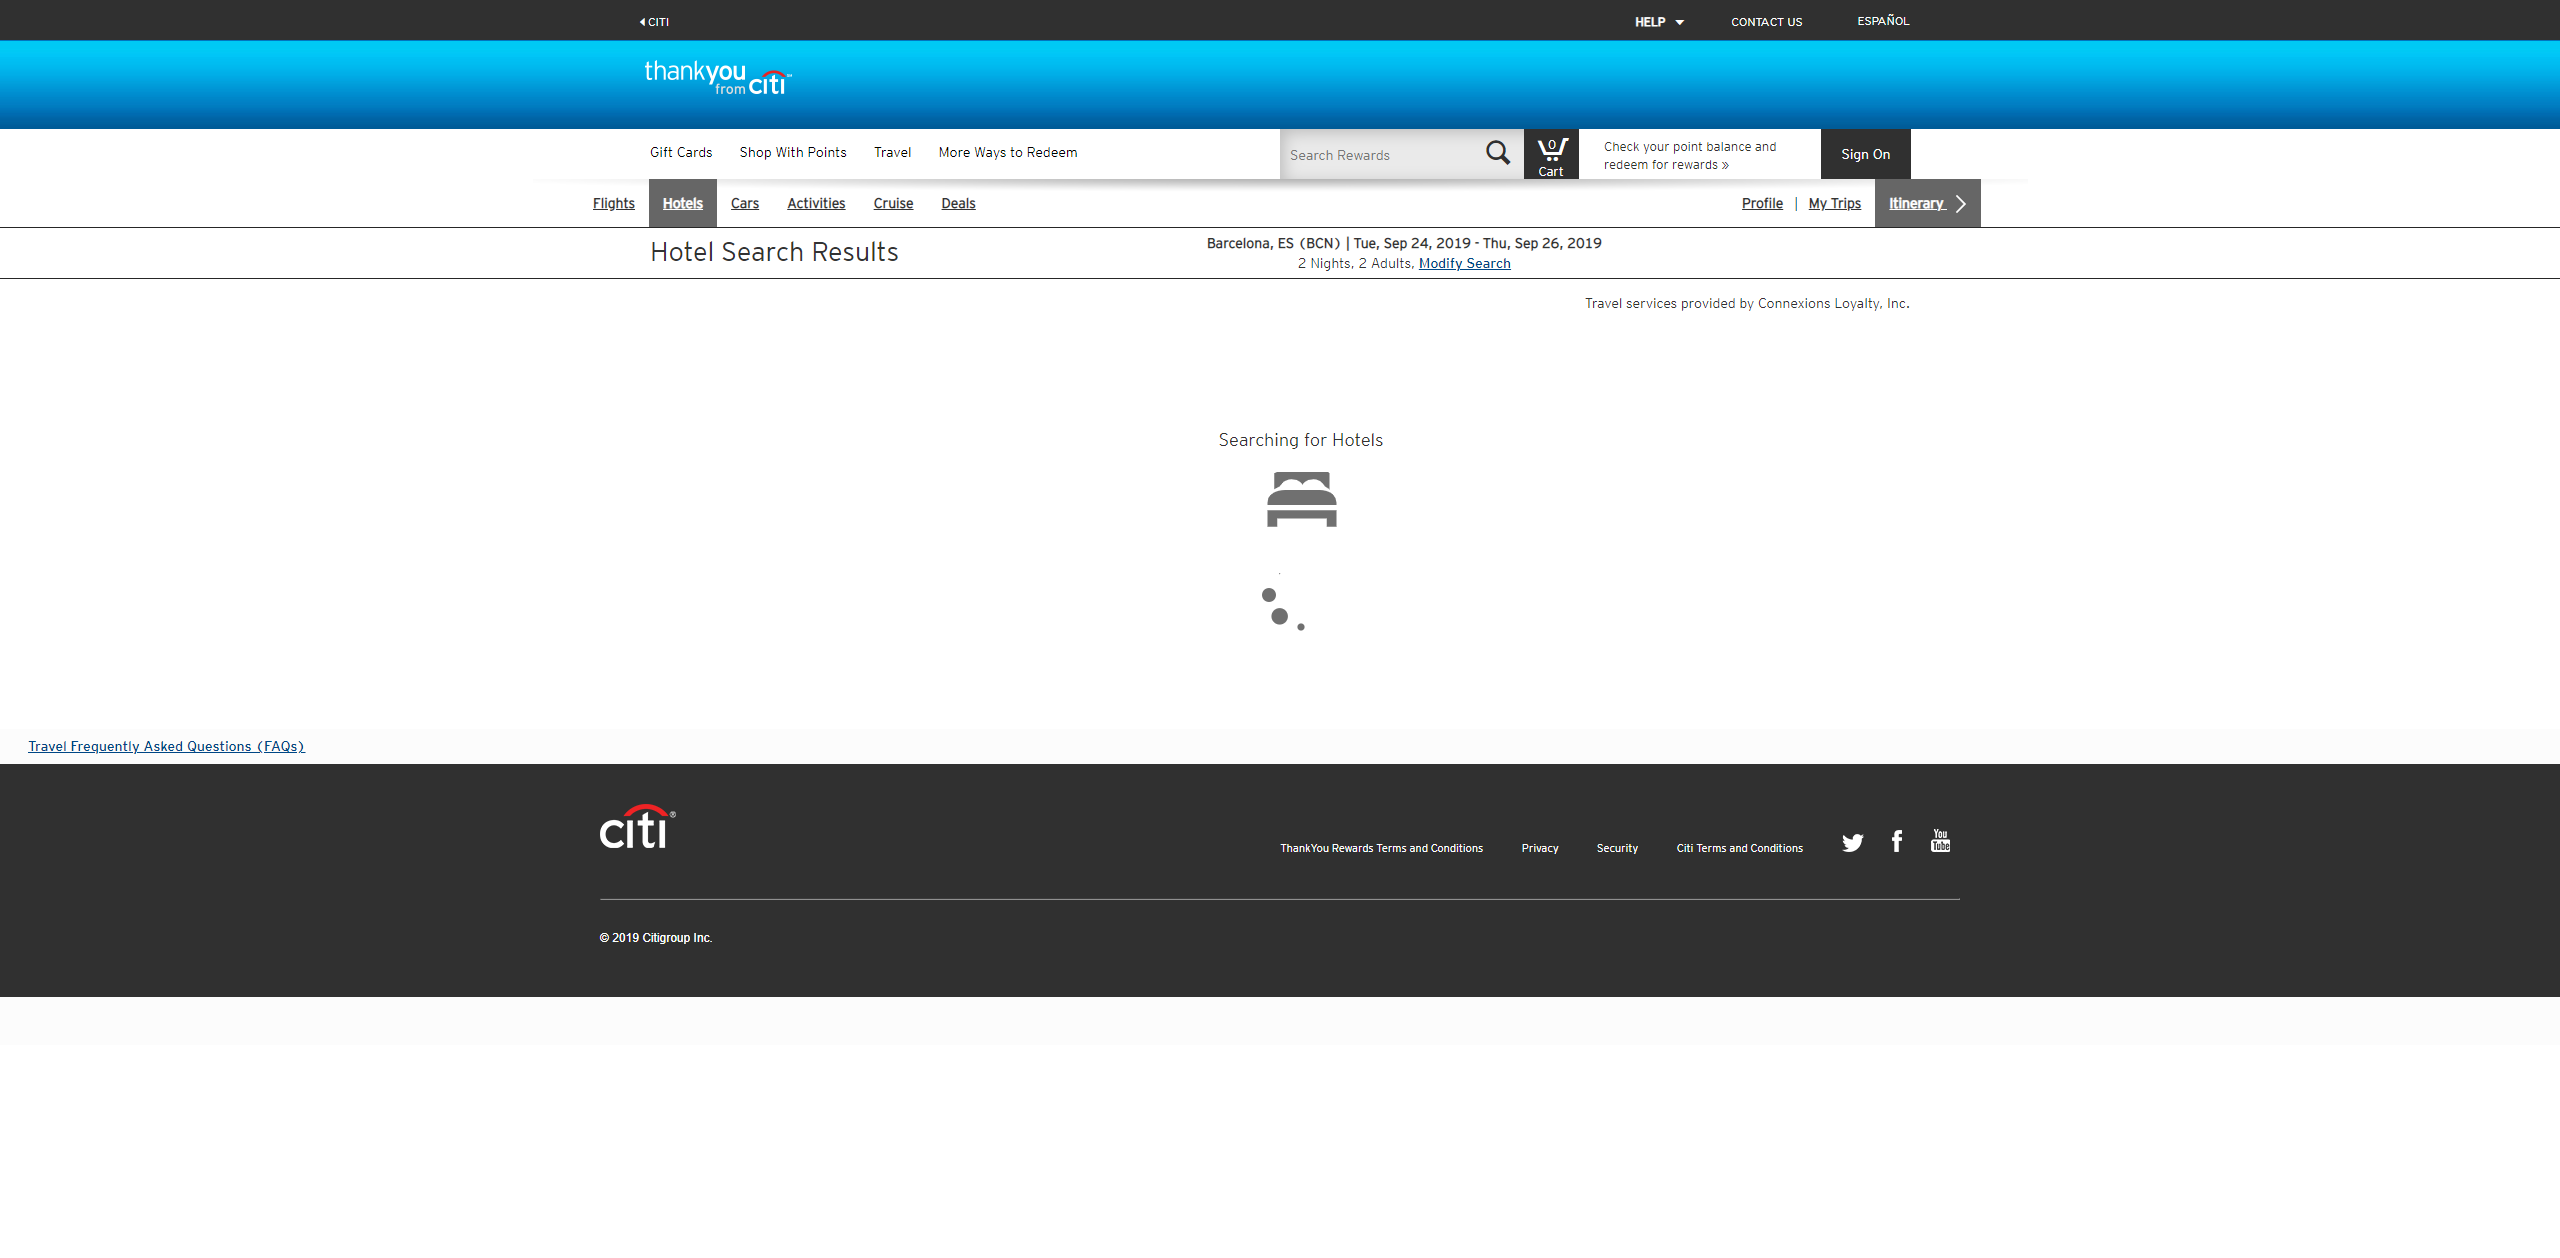 CITI
HELP
CONTACT US
ESPAÑOL
thankyou
from citi
Gift Cards
Shop With Points
Travel
More Ways to Redeem
Search Rewards
0
Cart
Check your point balance and
redeem for rewards »
Sign On
Flights
Hotels
Cars
Activities
Cruise
Deals
Profile | My Trips
Itinerary
Hotel Search Results
Barcelona, ES (BCN) | Tue, Sep 24, 2019 - Thu, Sep 26, 2019
2 Nights, 2 Adults, Modify Search
Travel services provided by Connexions Loyalty, Inc.
Searching for Hotels
Travel Frequently Asked Questions (FAQs)
citi®
ThankYou Rewards Terms and Conditions
Privacy
Security
Citi Terms and Conditions
You
Tube
© 2019 Citigroup Inc.